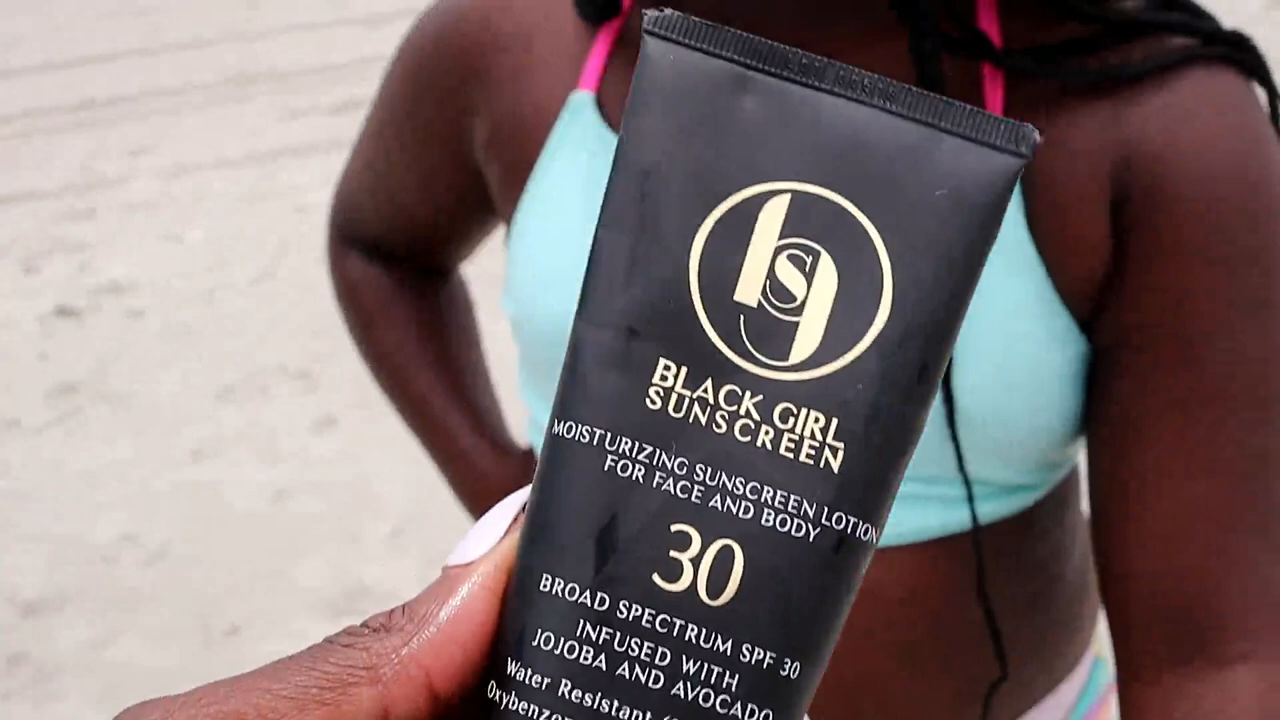 bsg
BLACK GIRL
SUNSCREEN
MOISTURIZING SUNSCREEN LOTION
FOR FACE AND BODY
30
BROAD SPECTRUM SPF 30
INFUSED WITH
JOJOBA AND AVOCADO
Water Resistant